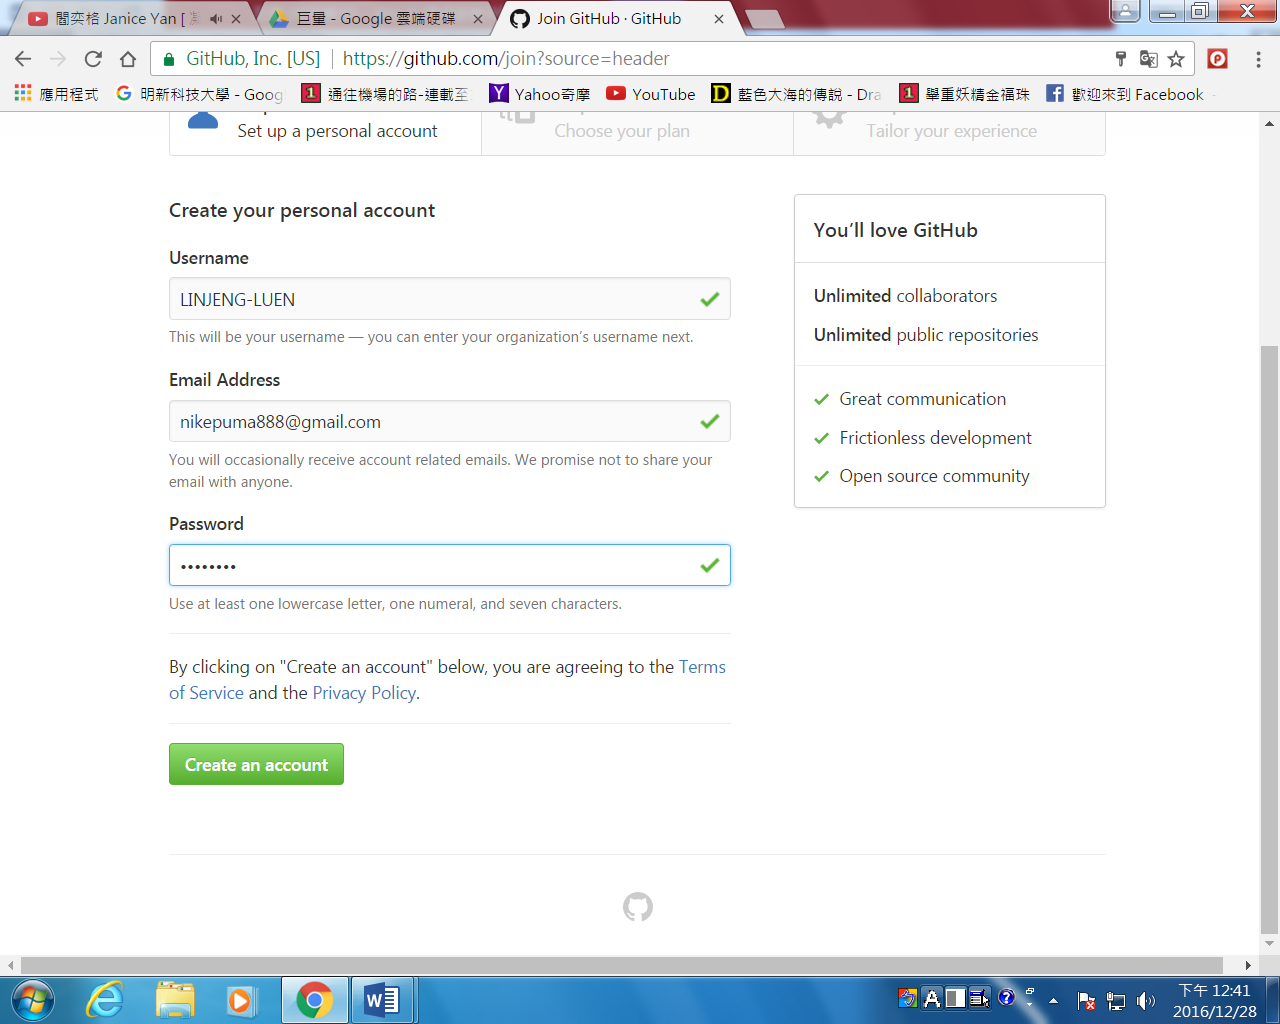 閻奕格 Janice Yan [
巨量 - Google 雲端硬碟
Join GitHub · GitHub
GitHub, Inc. [US]
https://github.com/join?source=header
應用程式
明新科技大學 - Goog
通往機場的路-連載至
Yahoo奇摩
YouTube
藍色大海的傳說 - Dra
舉重妖精金福珠
歡迎來到 Facebook -
Set up a personal account
Choose your plan
Tailor your experience
Create your personal account
Username
LINJENG-LUEN
This will be your username — you can enter your organization's username next.
Email Address
nikepuma888@gmail.com
You will occasionally receive account related emails. We promise not to share your
email with anyone.
Password
••••••••
Use at least one lowercase letter, one numeral, and seven characters.
By clicking on "Create an account" below, you are agreeing to the Terms
of Service and the Privacy Policy.
Create an account
You'll love GitHub
Unlimited collaborators
Unlimited public repositories
Great communication
Frictionless development
Open source community
下午 12:41
2016/12/28